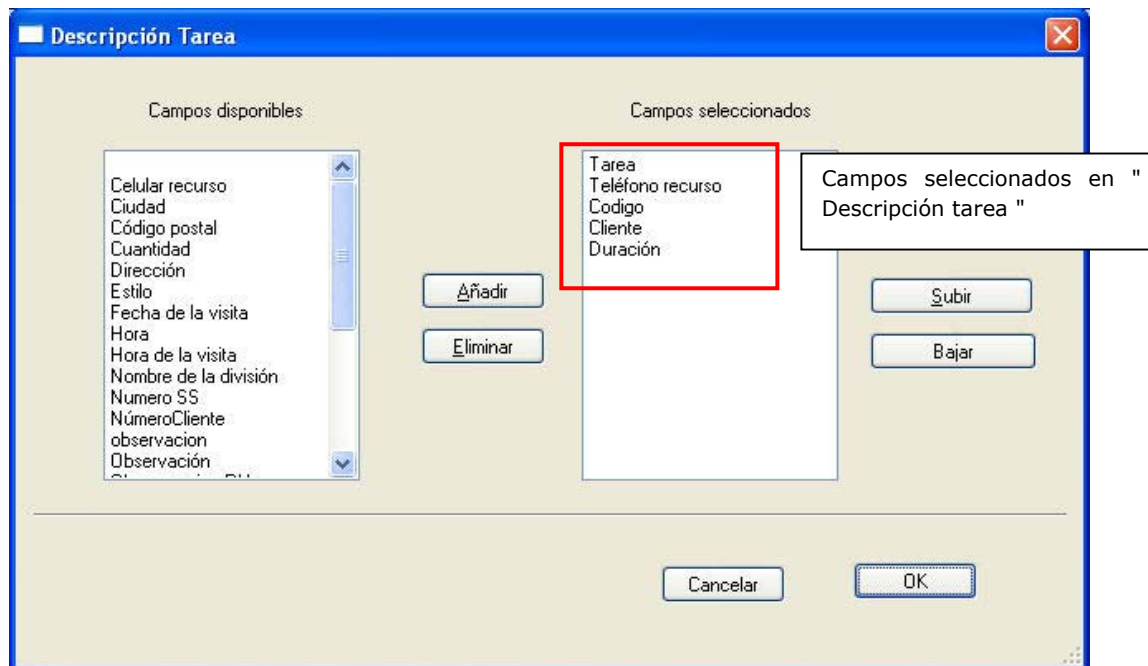 Descripción Tarea
Campos disponibles
Campos seleccionados
Celular recurso
Ciudad
Código postal
Cuantidad
Dirección
Estilo
Fecha de la visita
Hora
Hora de la visita
Nombre de la división
Numero SS
NúmeroCliente
observacion
Observación
Añadir
Eliminar
Tarea
Teléfono recurso
Codigo
Cliente
Duración
Campos seleccionados en "
Descripción tarea "
Subir
Bajar
Cancelar
OK